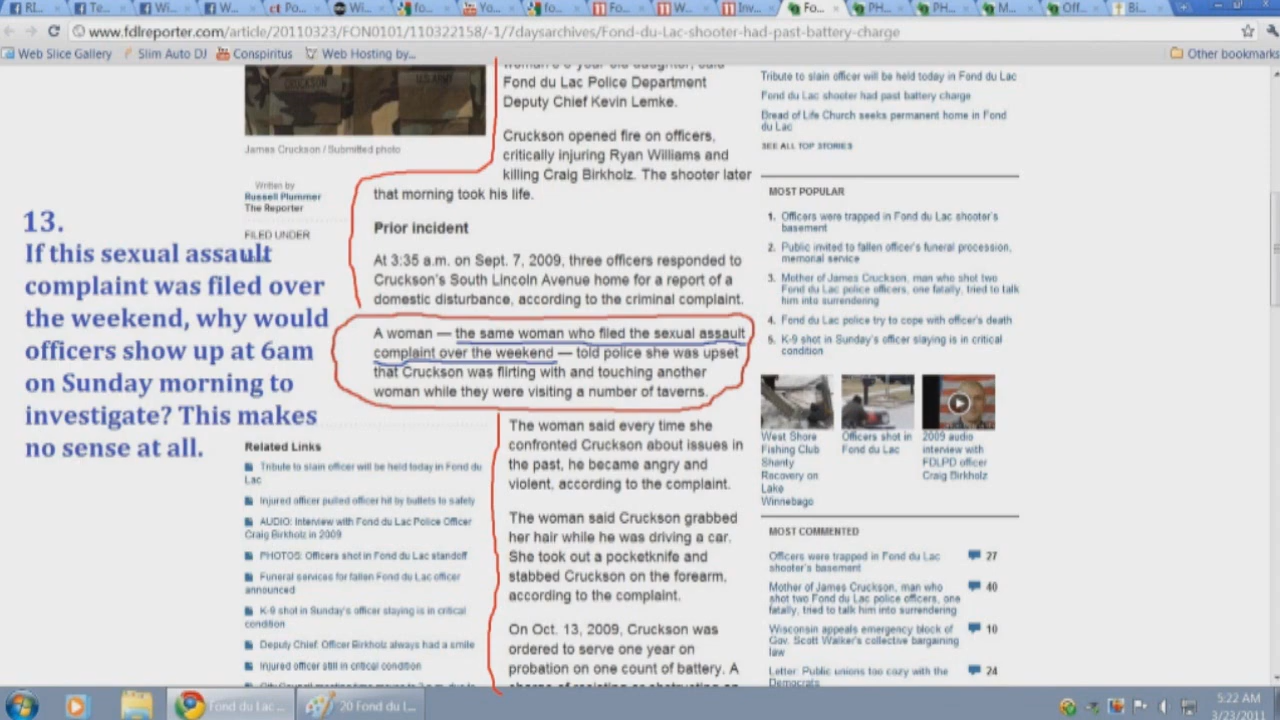 www.fdlreporter.com/article/20110323/FON0101/110322158/-1/7daysarchives/Fond-du-Lac-shooter-had-past-battery-charge
Web Slice Gallery
Slim Auto DJ
Conspiritus
Web Hosting by...
Other bookmarks
Fond du Lac Police Department
Deputy Chief Kevin Lemke.
Cruckson opened fire on officers,
critically injuring Ryan Williams and
killing Craig Birkholz. The shooter later
that morning took his life.
Prior incident
At 3:35 a.m. on Sept. 7, 2009, three officers responded to
Cruckson's South Lincoln Avenue home for a report of a
domestic disturbance, according to the criminal complaint.
A woman — the same woman who filed the sexual assault
complaint over the weekend — told police she was upset
that Cruckson was flirting with and touching another
woman while they were visiting a number of taverns.
The woman said every time she
confronted Cruckson about issues in
the past, he became angry and
violent, according to the complaint.
The woman said Cruckson grabbed
her hair while he was driving a car.
She took out a pocketknife and
stabbed Cruckson on the forearm,
according to the complaint.
On Oct. 13, 2009, Cruckson was
ordered to serve one year on
probation on one count of battery. A
CRUCKSON
U.S. ARMY
James Cruckson / Submitted photo
Written by
Russell Plummer
The Reporter
FILED UNDER
13.
If this sexual assault
complaint was filed over
the weekend, why would
officers show up at 6am
on Sunday morning to
investigate? This makes
no sense at all.
Related Links
Tribute to slain officer will be held today in Fond du
Lac
Injured officer pulled officer hit by bullets to safety
AUDIO: Interview with Fond du Lac Police Officer
Craig Birkholz in 2009
PHOTOS: Officers shot in Fond du Lac standoff
Funeral services for fallen Fond du Lac officer
announced
K-9 shot in Sunday's officer slaying is in critical
condition
Deputy Chief: Officer Birkholz always had a smile
Injured officer still in critical condition
Tribute to slain officer will be held today in Fond du Lac
Fond du Lac shooter had past battery charge
Bread of Life Church seeks permanent home in Fond
du Lac
SEE ALL TOP STORIES
MOST POPULAR
1. Officers were trapped in Fond du Lac shooter's
basement
2. Public invited to fallen officer's funeral procession,
memorial service
3. Mother of James Cruckson, man who shot two
Fond du Lac police officers, one fatally, tried to talk
him into surrendering
4. Fond du Lac police try to cope with officer's death
5. K-9 shot in Sunday's officer slaying is in critical
condition
West Shore
Fishing Club
Shanty
Recovery on
Lake
Winnebago
Officers shot in
Fond du Lac
2009 audio
interview with
FDLPD officer
Craig Birkholz
MOST COMMENTED
Officers were trapped in Fond du Lac
shooter's basement
27
Mother of James Cruckson, man who
shot two Fond du Lac police officers, one
fatally, tried to talk him into surrendering
40
Wisconsin appeals emergency block of
Gov. Scott Walker's collective bargaining
law
10
Letter: Public unions too cozy with the
Democrats
24
Fond du Lac ...
20 Fond du l...
5:22 AM
3/23/2011